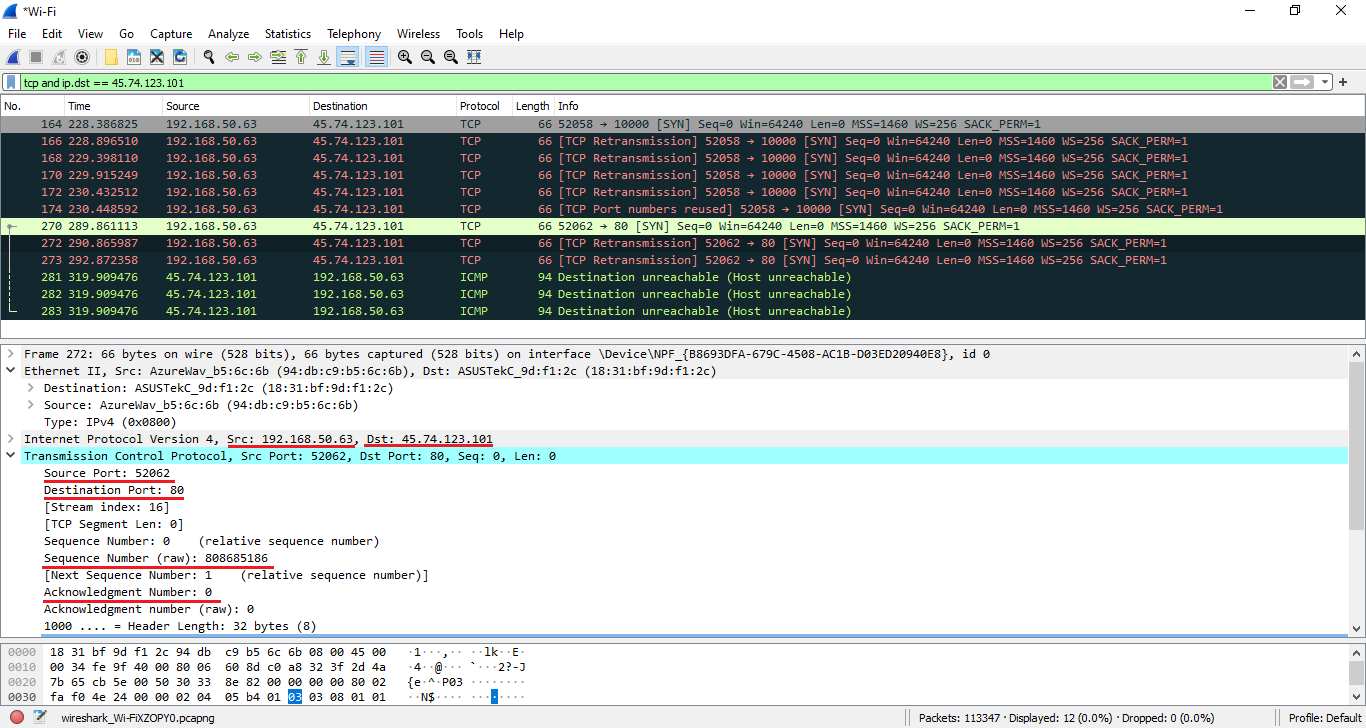 *Wi-Fi
File Edit View Go Capture Analyze Statistics Telephony Wireless Tools Help
tcp and ip.dst == 45.74.123.101
No. Time Source Destination Protocol Length Info
164 228.386825 192.168.50.63 45.74.123.101 TCP 66 52058 → 10000 [SYN] Seq=0 Win=64240 Len=0 MSS=1460 WS=256 SACK_PERM=1
166 228.896510 192.168.50.63 45.74.123.101 TCP 66 [TCP Retransmission] 52058 → 10000 [SYN] Seq=0 Win=64240 Len=0 MSS=1460 WS=256 SACK_PERM=1
168 229.398110 192.168.50.63 45.74.123.101 TCP 66 [TCP Retransmission] 52058 → 10000 [SYN] Seq=0 Win=64240 Len=0 MSS=1460 WS=256 SACK_PERM=1
170 229.915249 192.168.50.63 45.74.123.101 TCP 66 [TCP Retransmission] 52058 → 10000 [SYN] Seq=0 Win=64240 Len=0 MSS=1460 WS=256 SACK_PERM=1
172 230.432512 192.168.50.63 45.74.123.101 TCP 66 [TCP Retransmission] 52058 → 10000 [SYN] Seq=0 Win=64240 Len=0 MSS=1460 WS=256 SACK_PERM=1
174 230.448592 192.168.50.63 45.74.123.101 TCP 66 [TCP Port numbers reused] 52058 → 10000 [SYN] Seq=0 Win=64240 Len=0 MSS=1460 WS=256 SACK_PERM=1
270 289.861113 192.168.50.63 45.74.123.101 TCP 66 52062 → 80 [SYN] Seq=0 Win=64240 Len=0 MSS=1460 WS=256 SACK_PERM=1
272 290.865987 192.168.50.63 45.74.123.101 TCP 66 [TCP Retransmission] 52062 → 80 [SYN] Seq=0 Win=64240 Len=0 MSS=1460 WS=256 SACK_PERM=1
273 292.872358 192.168.50.63 45.74.123.101 TCP 66 [TCP Retransmission] 52062 → 80 [SYN] Seq=0 Win=64240 Len=0 MSS=1460 WS=256 SACK_PERM=1
281 319.909476 45.74.123.101 192.168.50.63 ICMP 94 Destination unreachable (Host unreachable)
282 319.909476 45.74.123.101 192.168.50.63 ICMP 94 Destination unreachable (Host unreachable)
283 319.909476 45.74.123.101 192.168.50.63 ICMP 94 Destination unreachable (Host unreachable)
Frame 272: 66 bytes on wire (528 bits), 66 bytes captured (528 bits) on interface \Device\NPF_{B8693DFA-679C-4508-AC1B-D03ED20940E8}, id 0
Ethernet II, Src: AzureWav_b5:6c:6b (94:db:c9:b5:6c:6b), Dst: ASUSTekC_9d:f1:2c (18:31:bf:9d:f1:2c)
Destination: ASUSTekC_9d:f1:2c (18:31:bf:9d:f1:2c)
Source: AzureWav_b5:6c:6b (94:db:c9:b5:6c:6b)
Type: IPv4 (0x0800)
Internet Protocol Version 4, Src: 192.168.50.63, Dst: 45.74.123.101
Transmission Control Protocol, Src Port: 52062, Dst Port: 80, Seq: 0, Len: 0
Source Port: 52062
Destination Port: 80
[Stream index: 16]
[TCP Segment Len: 0]
Sequence Number: 0 (relative sequence number)
Sequence Number (raw): 808685186
[Next Sequence Number: 1 (relative sequence number)]
Acknowledgment Number: 0
Acknowledgment number (raw): 0
1000 .... = Header Length: 32 bytes (8)
0000 18 31 bf 9d f1 2c 94 db c9 b5 6c 6b 08 00 45 00 ·1···,·· ··lk··E·
0010 00 34 fe 9f 40 00 80 06 60 8d c0 a8 32 3f 2d 4a ·4··@··· `···2?-J
0020 7b 65 cb 5e 00 50 30 33 8e 82 00 00 00 00 80 02 {e·^·P03 ········
0030 fa f0 4e 24 00 00 02 04 05 b4 01 03 03 08 01 01 ··N$···· ········
wireshark_Wi-FiXZOPY0.pcapng Packets: 113347 · Displayed: 12 (0.0%) · Dropped: 0 (0.0%) Profile: Default